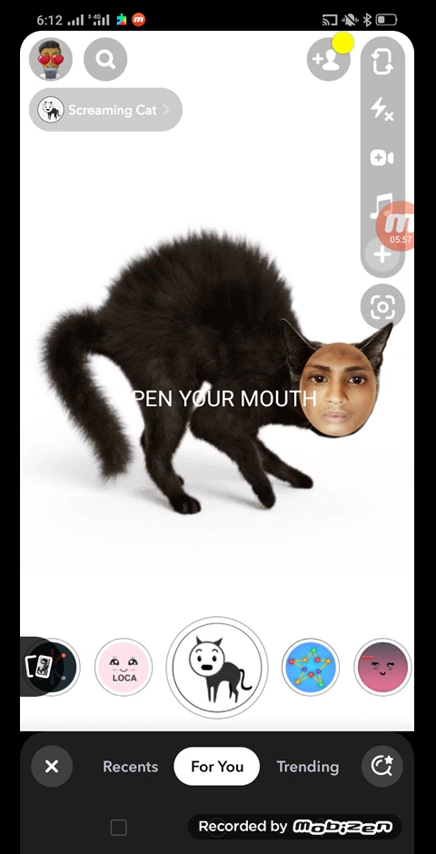 6:12
Screaming Cat
05:57
PEN YOUR MOUTH
LOCA
Recents
For You
Trending
Recorded by MOBIZEN